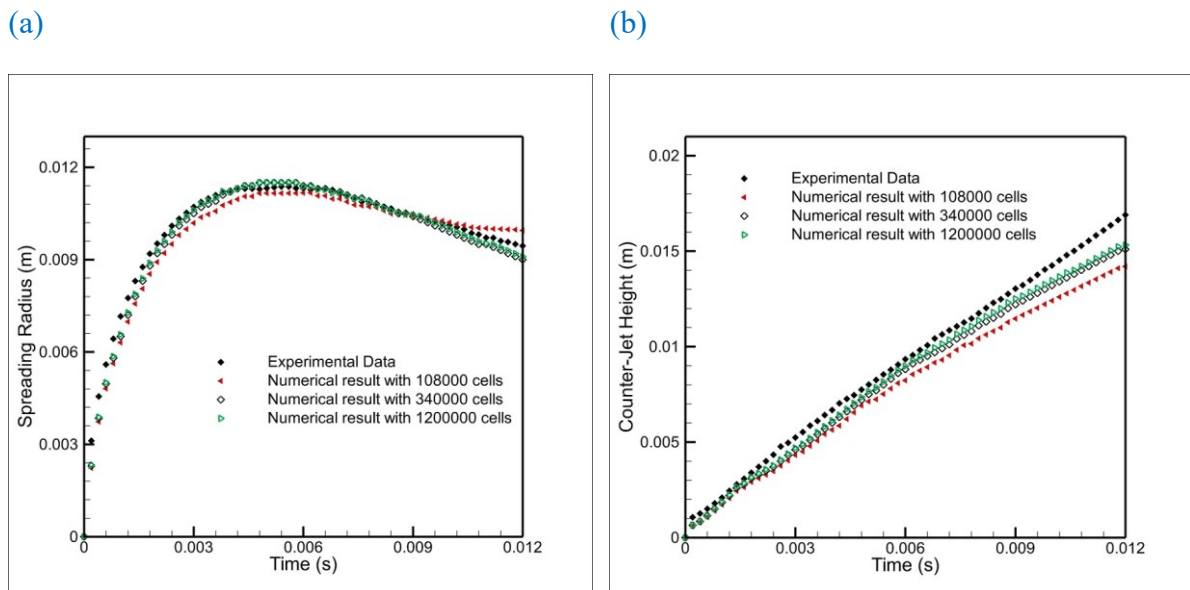 (a)
(b)
Spreading Radius (m)
0.012
0.009
0.006
0.003
0
Experimental Data
Numerical result with 108000 cells
Numerical result with 340000 cells
Numerical result with 1200000 cells
0
0.003
0.006
0.009
0.012
Time (s)
Counter-Jet Height (m)
0.02
0.015
0.01
0.005
0
Experimental Data
Numerical result with 108000 cells
Numerical result with 340000 cells
Numerical result with 1200000 cells
0
0.003
0.006
0.009
0.012
Time (s)